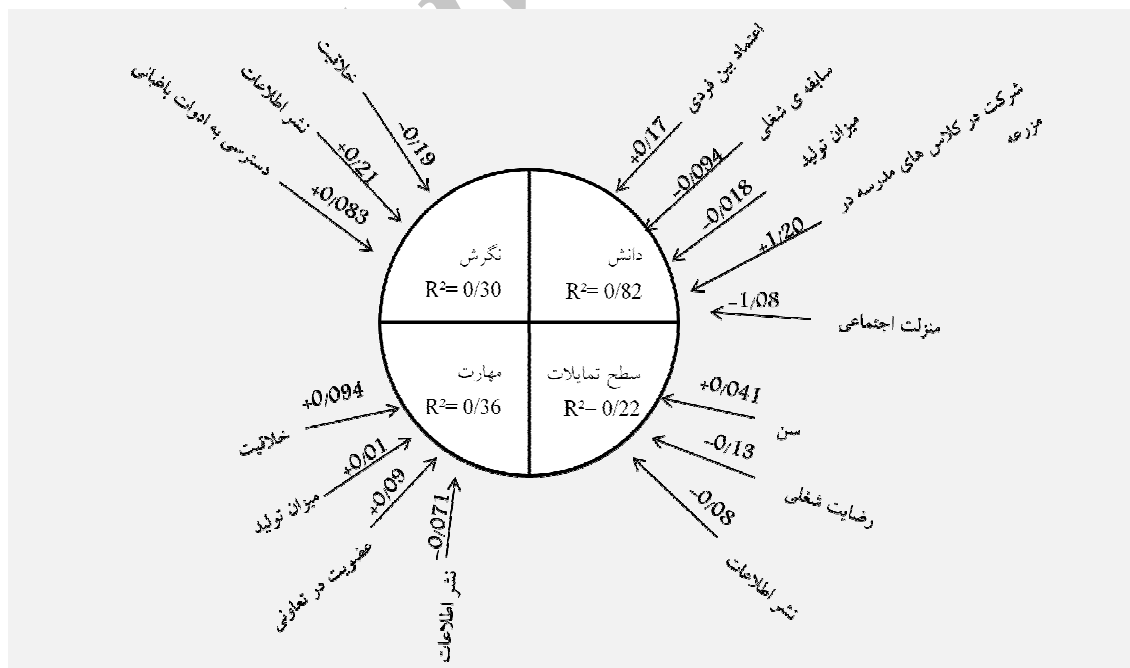 اعتماد بین فردی
+0/17
سابقه ی شغلی
-0/094
میزان تولید
-0/018
شرکت در کلاس های مدرسه در
مزرعه
+1/20
منزلت اجتماعی
-1/08
خلاقیت
-0/19
نشر اطلاعات
+0/21
دسترسی به ادوات باغبانی
+0/083
دانش
R²= 0/82
نگرش
R²= 0/30
سطح تمایلات
R²– 0/22
مهارت
R²= 0/36
سن
+0/041
رضایت شغلی
-0/13
نشر اطلاعات
-0/08
خلاقیت
+0/094
میزان تولید
+0/01
عضویت در تعاونی
+0/09
نشر اطلاعات
-0/071